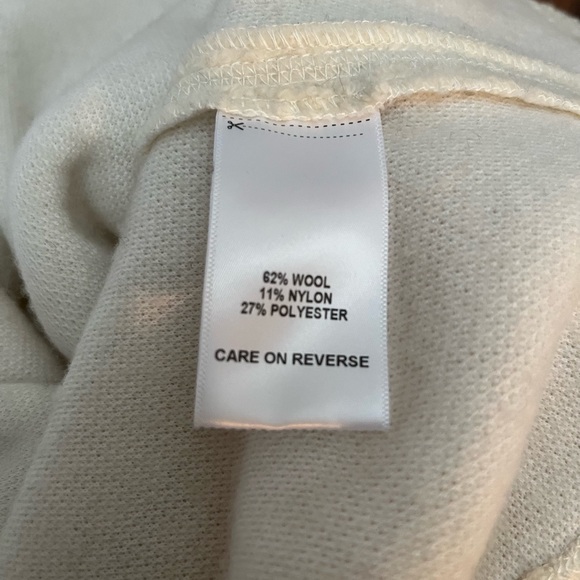 62% WOOL
11% NYLON
27% POLYESTER
CARE ON REVERSE